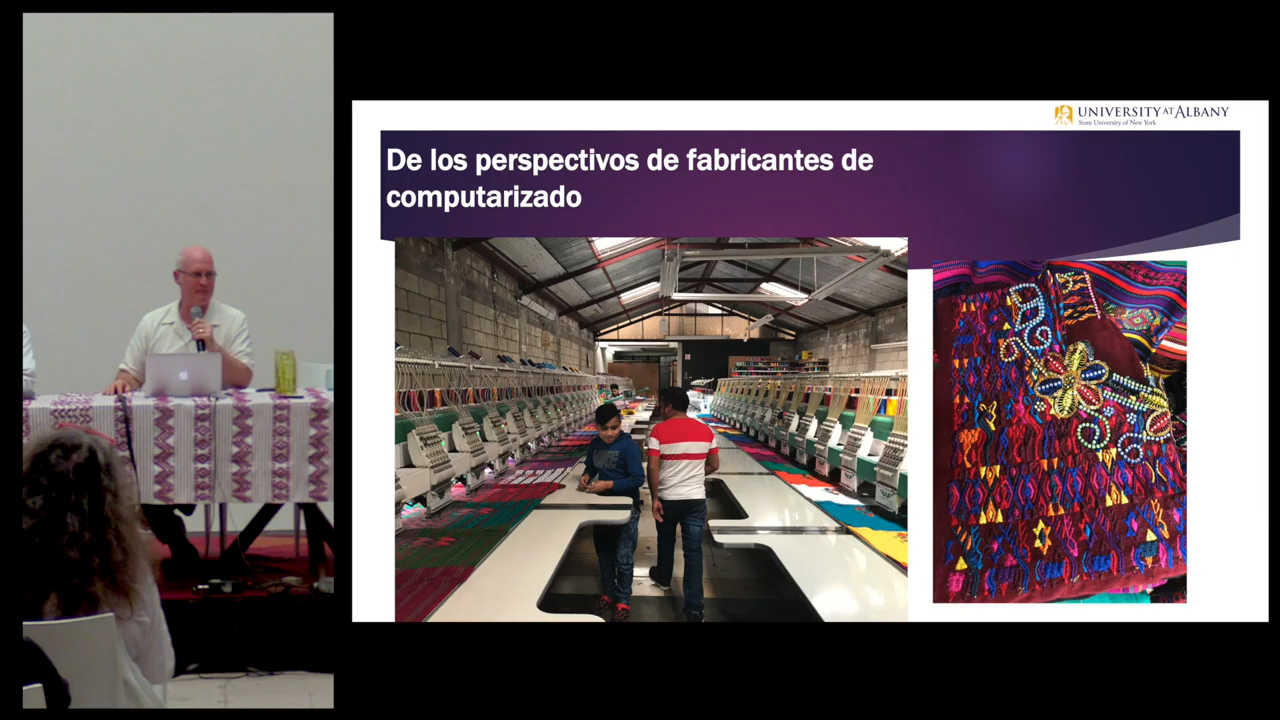 UNIVERSITY AT ALBANY
State University of New York
De los perspectivos de fabricantes de
computarizado